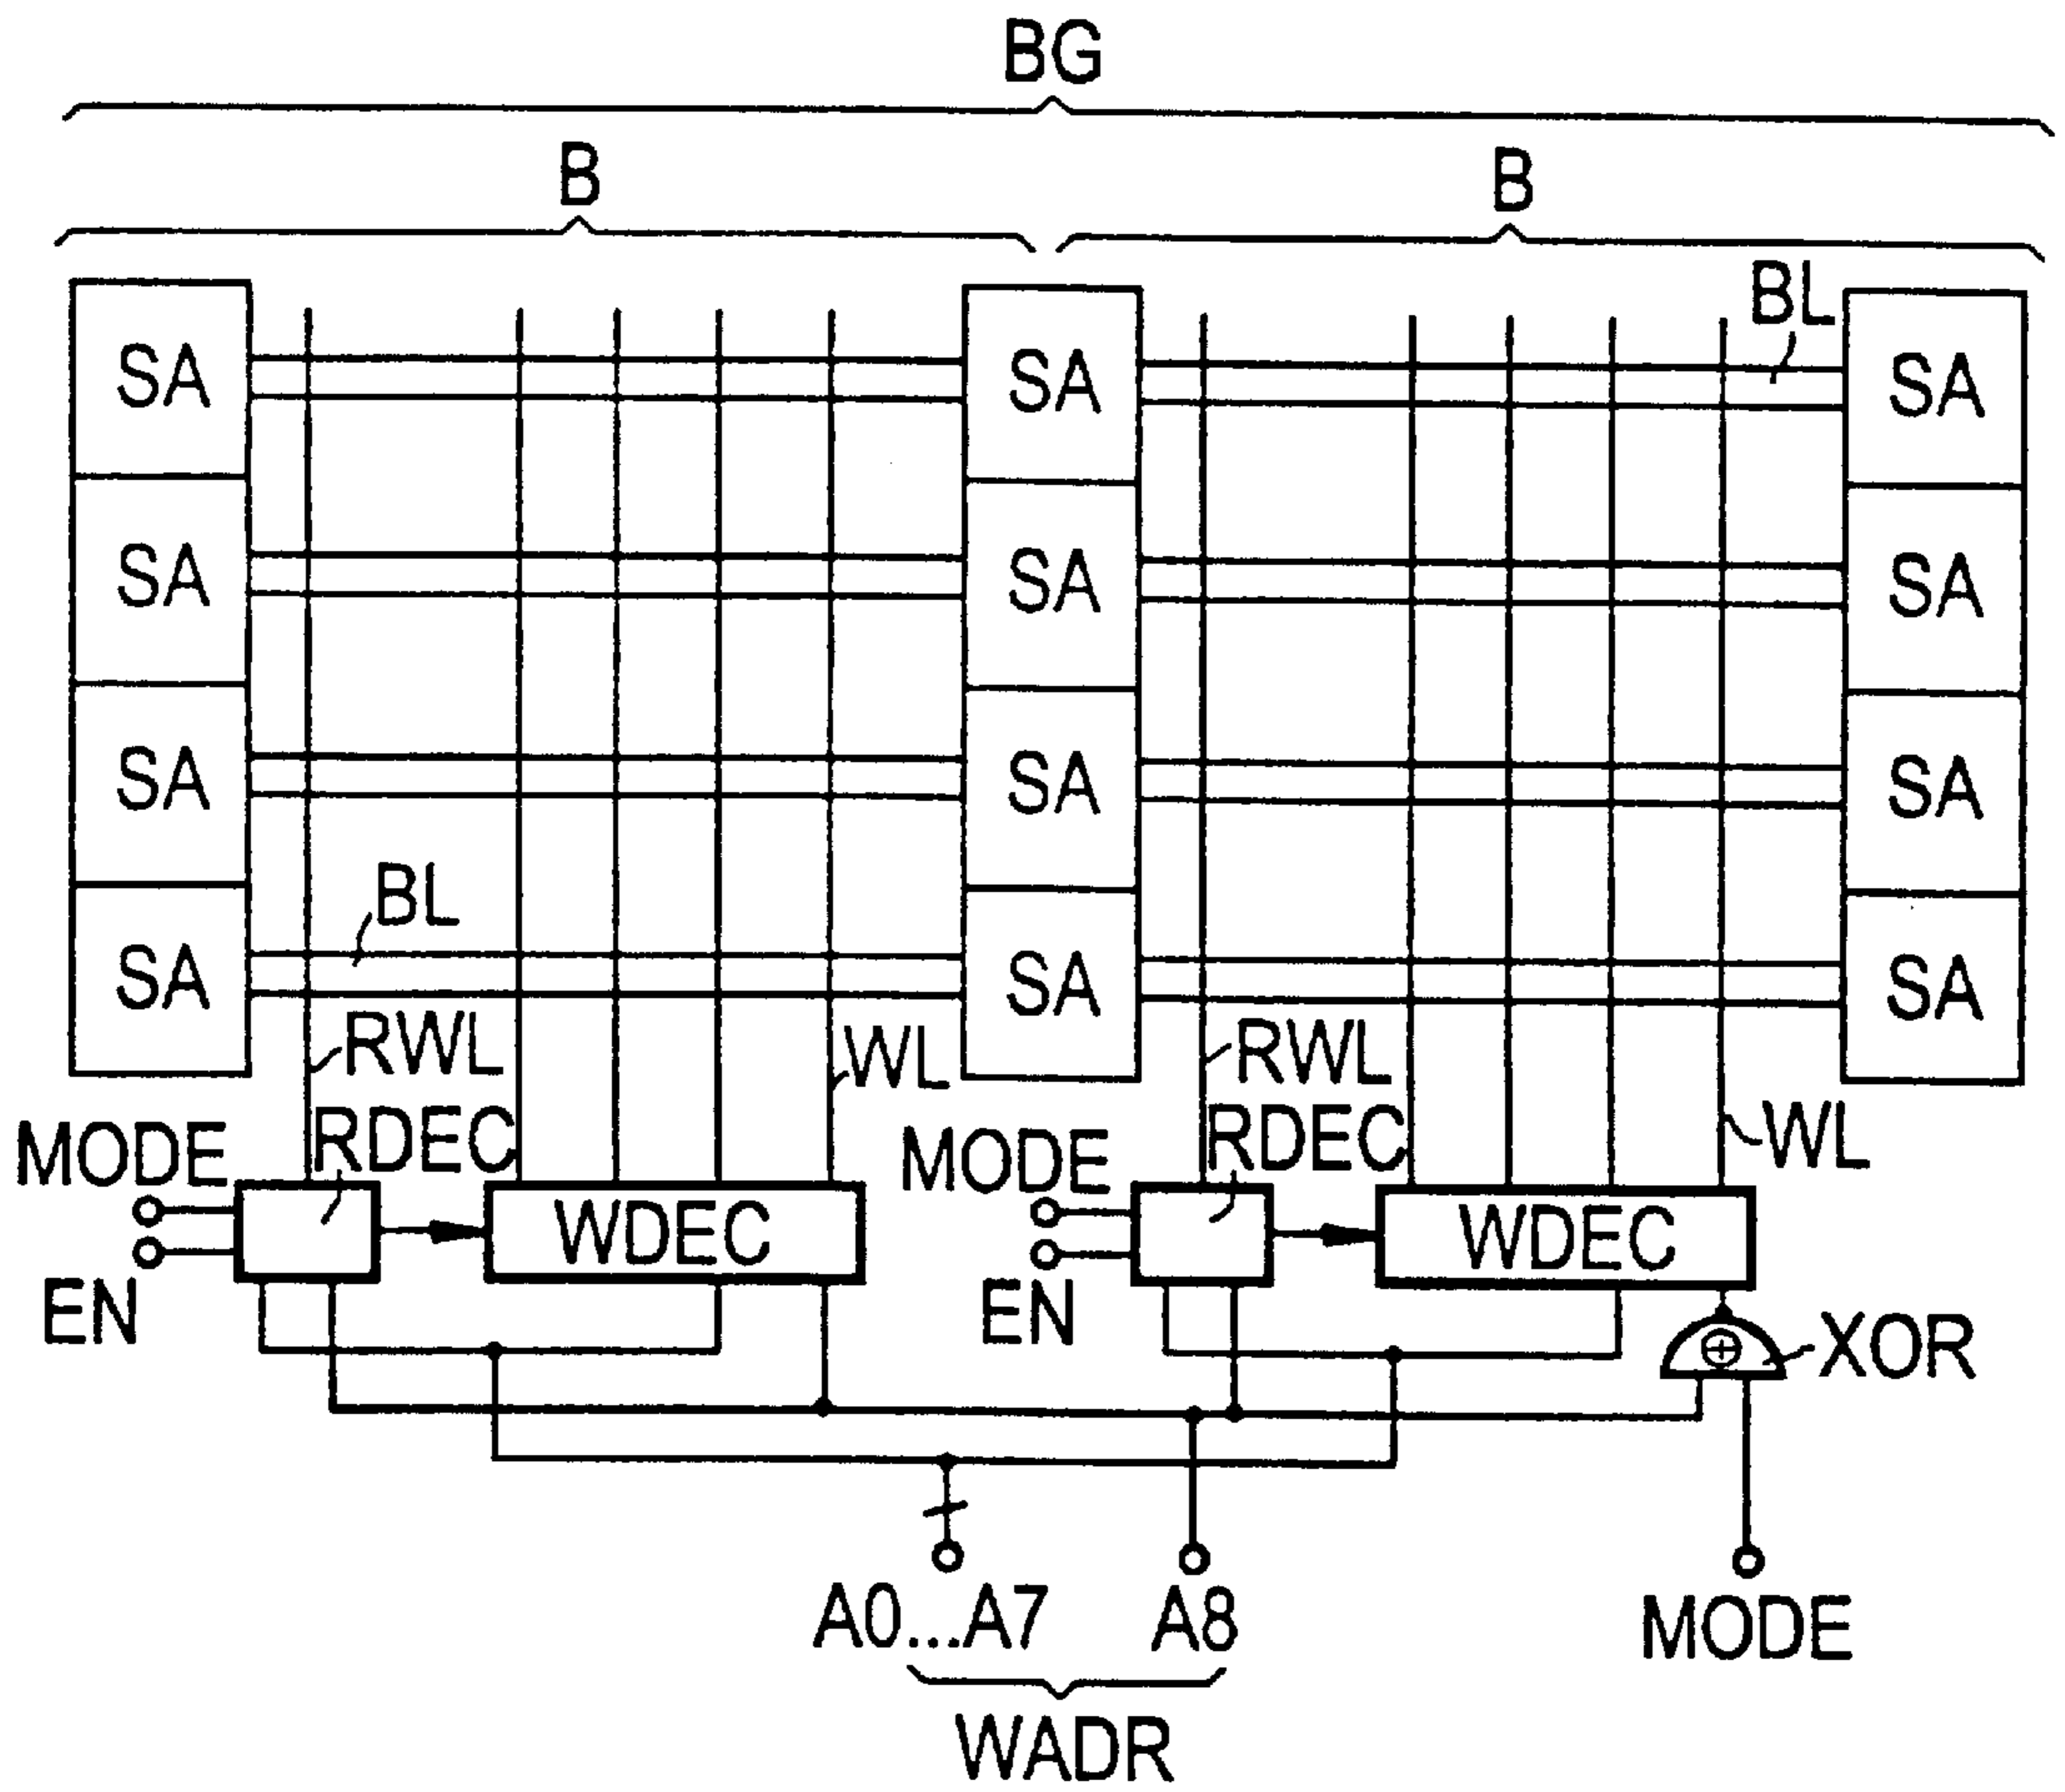 BG
B B
BL
SA SA SA
SA SA SA
SA SA SA
BL
SA SA SA
RWL WL RWL
MODE RDEC MODE RDEC WL
WDEC WDEC
EN EN XOR
A0...A7 A8 MODE
WADR